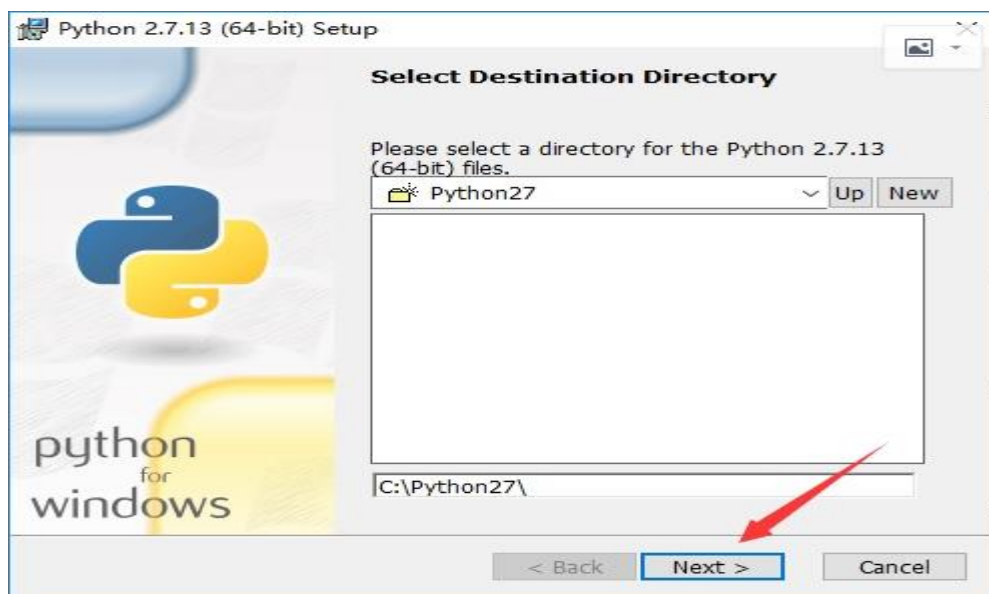 Python 2.7.13 (64-bit) Setup
Select Destination Directory
Please select a directory for the Python 2.7.13
(64-bit) files.
Python27
Up
New
C:\Python27\
python
for
windows
< Back
Next >
Cancel